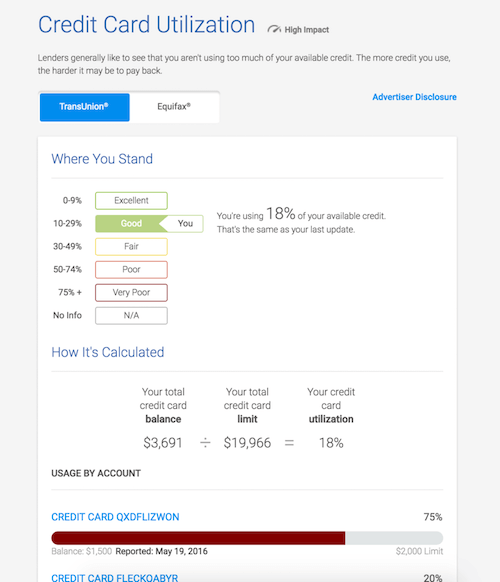 Credit Card Utilization High Impact
Lenders generally like to see that you aren't using too much of your available credit. The more credit you use,
the harder it may be to pay back.
Advertiser Disclosure
TransUnion® Equifax®
Where You Stand
0-9% Excellent
10-29% Good You
You're using 18% of your available credit.
That's the same as your last update.
30-49% Fair
50-74% Poor
75% + Very Poor
No Info N/A
How It's Calculated
Your total Your total Your credit
credit card credit card card
balance limit utilization
$3,691 ÷ $19,966 = 18%
USAGE BY ACCOUNT
CREDIT CARD QXDFLIZWON 75%
Balance: $1,500 Reported: May 19, 2016 $2,000 Limit
CREDIT CARD FLECKOABYR 20%